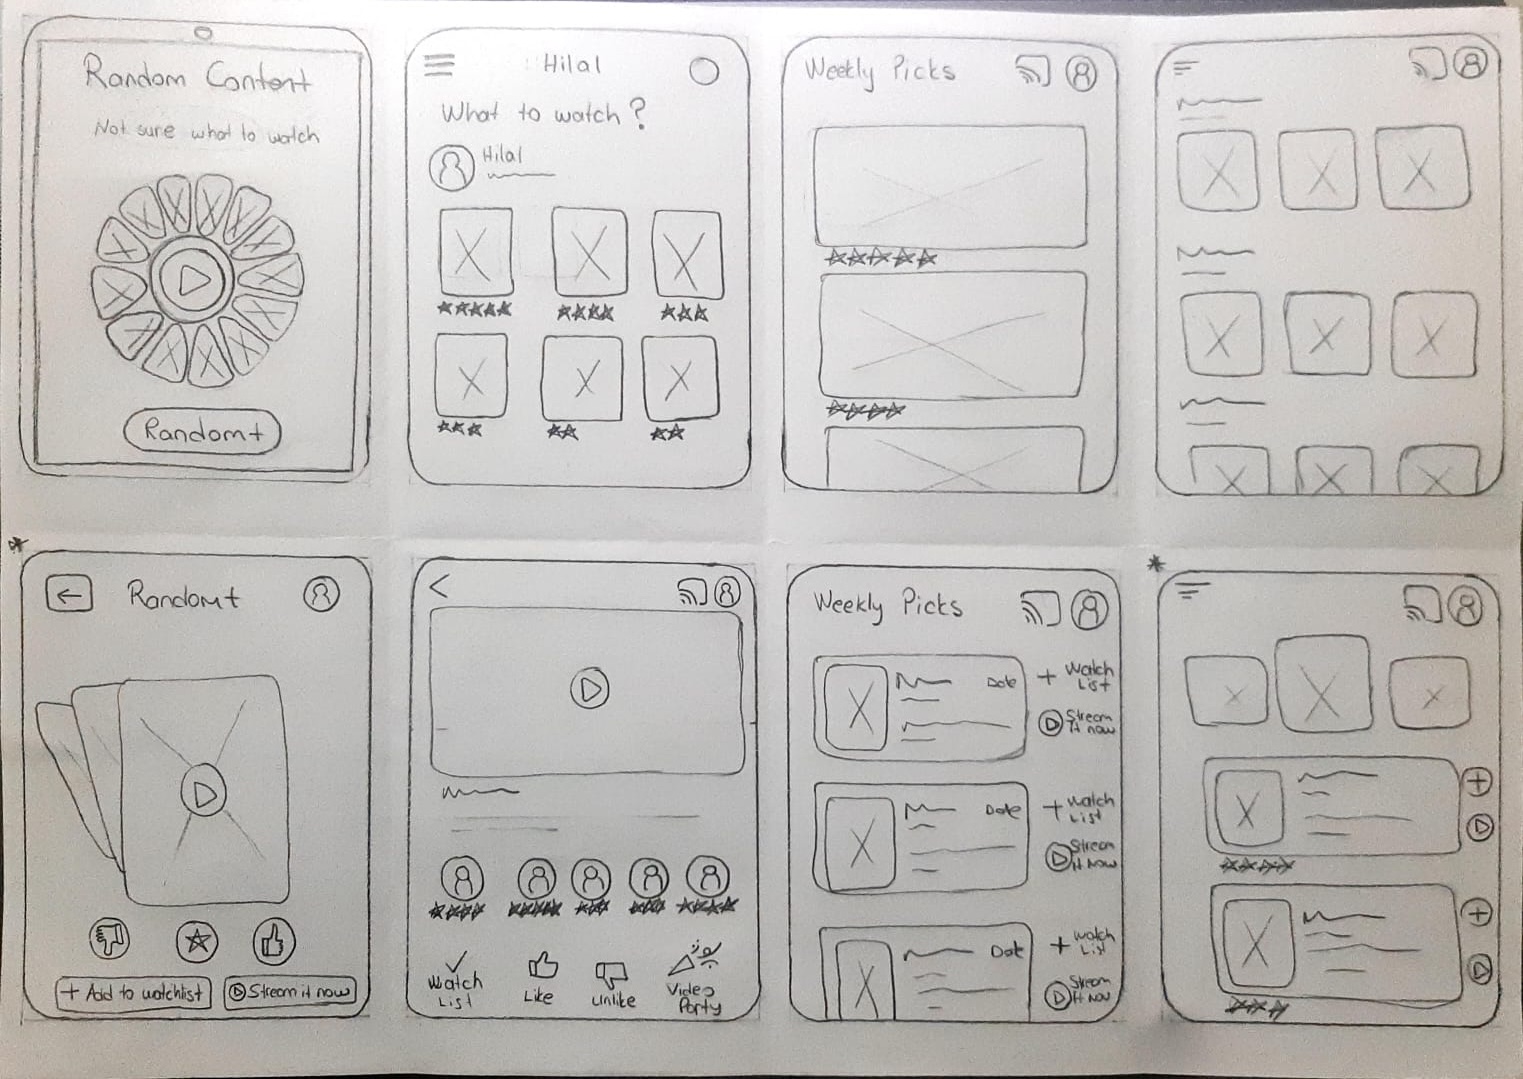 Random Content
Not sure what to watch
Random+
Hilal
What to watch?
Hilal
Weekly Picks
Random+
+ Add to watchlist
Stream it now
Watch
List
Like
Unlike
Video
Party
Weekly Picks
Date
+ Watch
List
Stream
it now
Date
+ Watch
List
Stream
it now
Date
+ Watch
List
Stream
it now